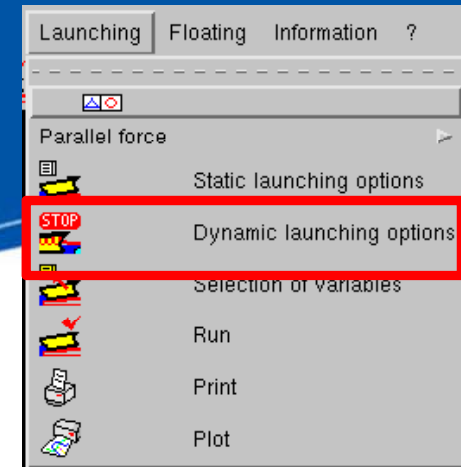 Launching Floating Information ?
Parallel force
Static launching options
STOP
Dynamic launching options
Selection of variables
Run
Print
Plot